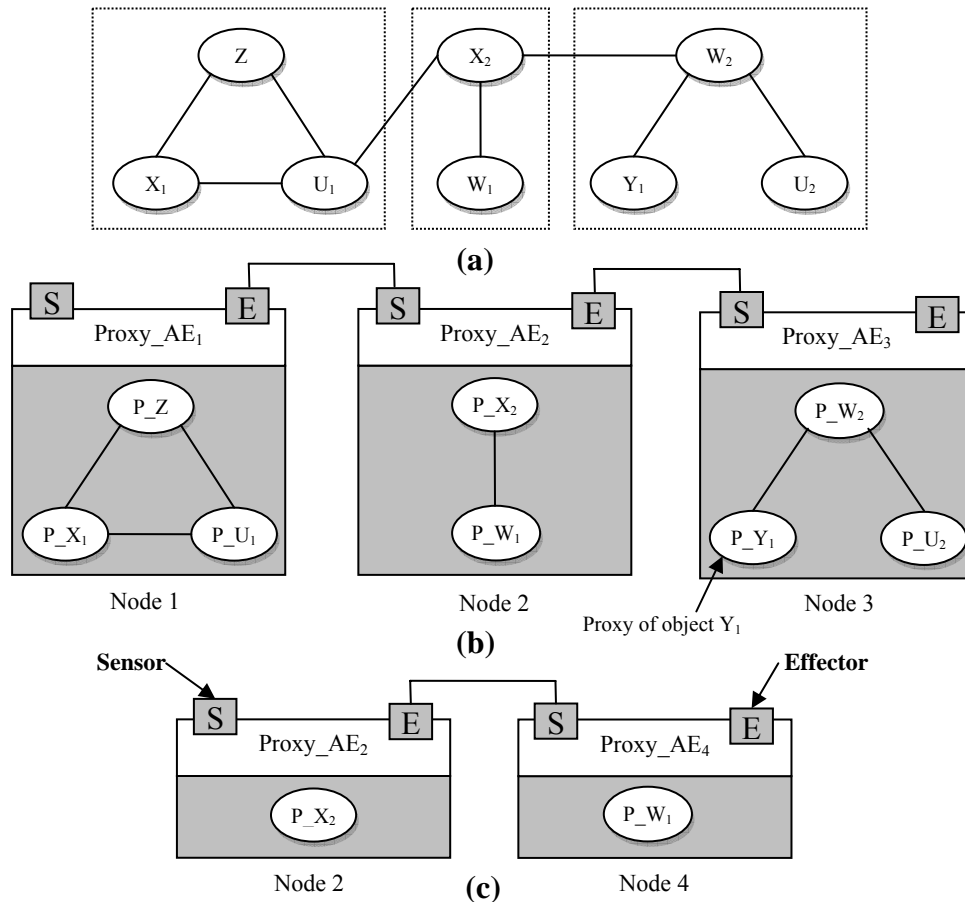 Z
X₂
W₂
X₁
U₁
W₁
Y₁
U₂
(a)
S
E
S
E
S
E
Proxy_AE₁
Proxy_AE₂
Proxy_AE₃
P_Z
P_X₂
P_W₂
P_X₁
P_U₁
P_W₁
P_Y₁
P_U₂
Node 1
Node 2
Node 3
Proxy of object Y₁
(b)
Sensor
Effector
S
E
S
E
Proxy_AE₂
Proxy_AE₄
P_X₂
P_W₁
Node 2
Node 4
(c)